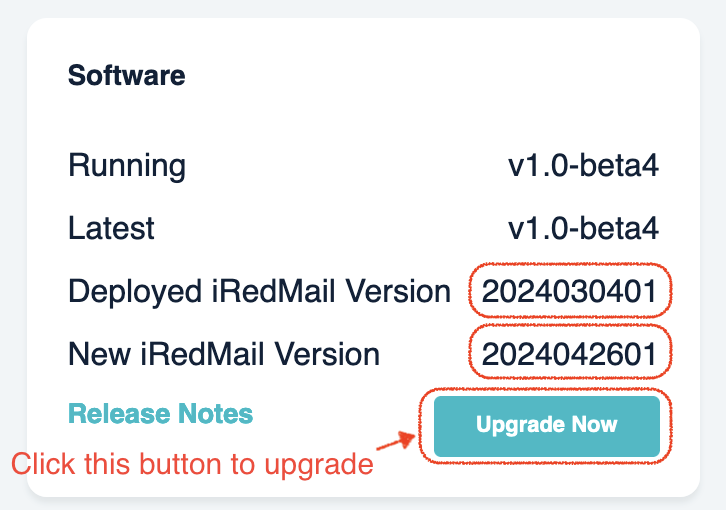 Software
Running v1.0-beta4
Latest v1.0-beta4
Deployed iRedMail Version 2024030401
New iRedMail Version 2024042601
Release Notes Upgrade Now
Click this button to upgrade